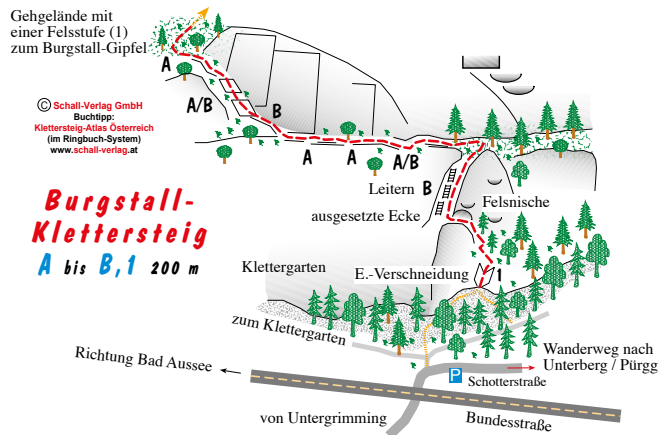 Gehgelände mit
einer Felsstufe (1)
zum Burgstall-Gipfel
A
A/B
B
© Schall-Verlag GmbH
Buchtipp:
Klettersteig-Atlas Österreich
(im Ringbuch-System)
www.schall-verlag.at
A
A
A/B
Leitern
B
Felsnische
ausgesetzte Ecke
Burgstall-
Klettersteig
A bis B,1 200 m
Klettergarten
E.-Verschneidung
1
zum Klettergarten
Richtung Bad Aussee
P
Schotterstraße
Wanderweg nach
Unterberg / Pürgg
von Untergrimming
Bundesstraße